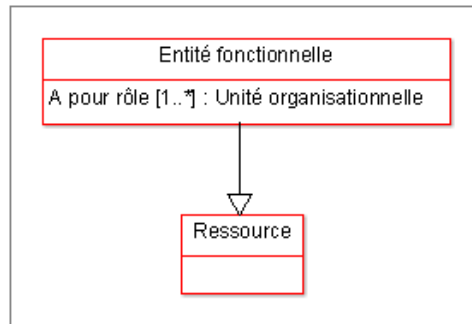 Entité fonctionnelle
A pour rôle [1..*] : Unité organisationnelle
Ressource